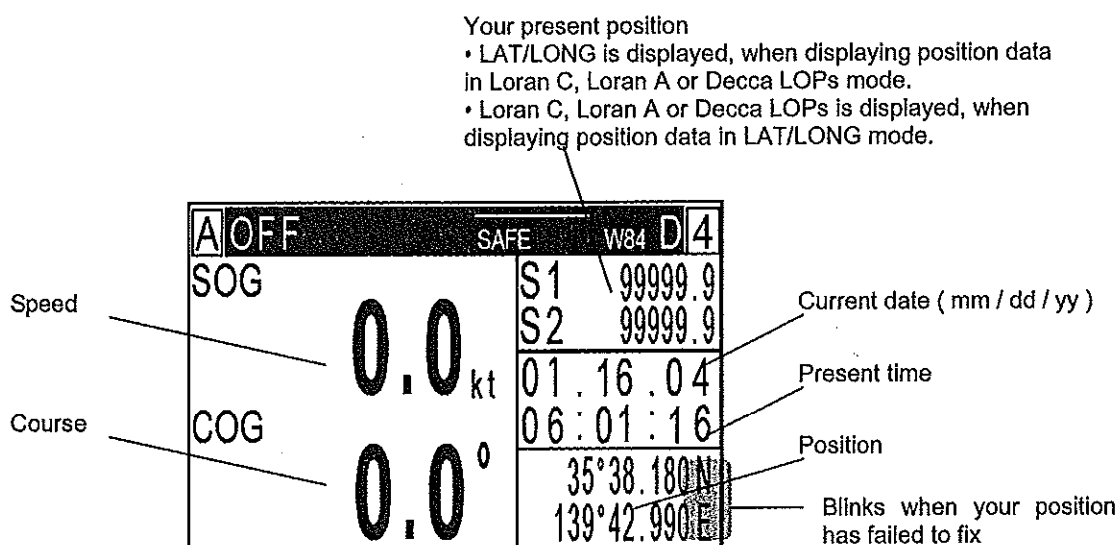 Your present position
• LAT/LONG is displayed, when displaying position data
in Loran C, Loran A or Decca LOPs mode.
• Loran C, Loran A or Decca LOPs is displayed, when
displaying position data in LAT/LONG mode.
A OFF SAFE W84 D 4
SOG
S1 99999.9
S2 99999.9
Speed
0.0 kt
Current date ( mm / dd / yy )
01.16.04
Present time
06:01:16
Course
COG
0.0°
Position
35°38.180 N
139°42.990 E
Blinks when your position
has failed to fix